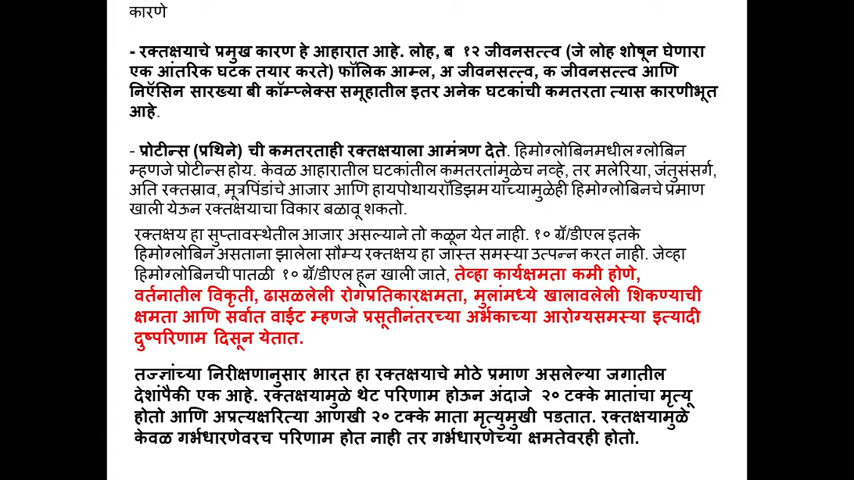 कारणे
- रक्तक्षयाचे प्रमुख कारण हे आहारात आहे. लोह, ब १२ जीवनसत्त्व (जे लोह शोषून घेणारा
एक आंतरिक घटक तयार करते) फॉलिक आम्ल, अ जीवनसत्त्व, क जीवनसत्त्व आणि
निऍसिन सारख्या बी कॉम्प्लेक्स समूहातील इतर अनेक घटकांची कमतरता त्यास कारणीभूत
आहे.
- प्रोटीन्स (प्रथिने) ची कमतरताही रक्तक्षयाला आमंत्रण देते. हिमोग्लोबिनमधील ग्लोबिन
म्हणजे प्रोटीन्स होय. केवळ आहारातील घटकांतील कमतरतांमुळेच नव्हे, तर मलेरिया, जंतुसंसर्ग,
अति रक्तस्राव, मूत्रपिंडाचे आजार आणि हायपोथायरॉडिझम यांच्यामुळेही हिमोग्लोबिनचे प्रमाण
खाली येऊन रक्तक्षयाचा विकार बळावू शकतो.
रक्तक्षय हा सुप्तावस्थेतील आजार असल्याने तो कळून येत नाही. १० ग्रॅ/डीएल इतके
हिमोग्लोबिन असताना झालेला सौम्य रक्तक्षय हा जास्त समस्या उत्पन्न करत नाही. जेव्हा
हिमोग्लोबिनची पातळी १० ग्रॅ/डीएल हून खाली जाते, तेव्हा कार्यक्षमता कमी होणे,
वर्तनातील विकृती, ढासळलेली रोगप्रतिकारक्षमता, मुलांमध्ये खालावलेली शिकण्याची
क्षमता आणि सर्वात वाईट म्हणजे प्रसूतीनंतरच्या अर्भकाच्या आरोग्यसमस्या इत्यादी
दुष्परिणाम दिसून येतात.
तज्ज्ञांच्या निरीक्षणानुसार भारत हा रक्तक्षयाचे मोठे प्रमाण असलेल्या जगातील
देशांपैकी एक आहे. रक्तक्षयामुळे थेट परिणाम होऊन अंदाजे २० टक्के मातांचा मृत्यू
होतो आणि अप्रत्यक्षरित्या आणखी २० टक्के माता मृत्युमुखी पडतात. रक्तक्षयामुळे
केवळ गर्भधारणेवरच परिणाम होत नाही तर गर्भधारणेच्या क्षमतेवरही होतो.